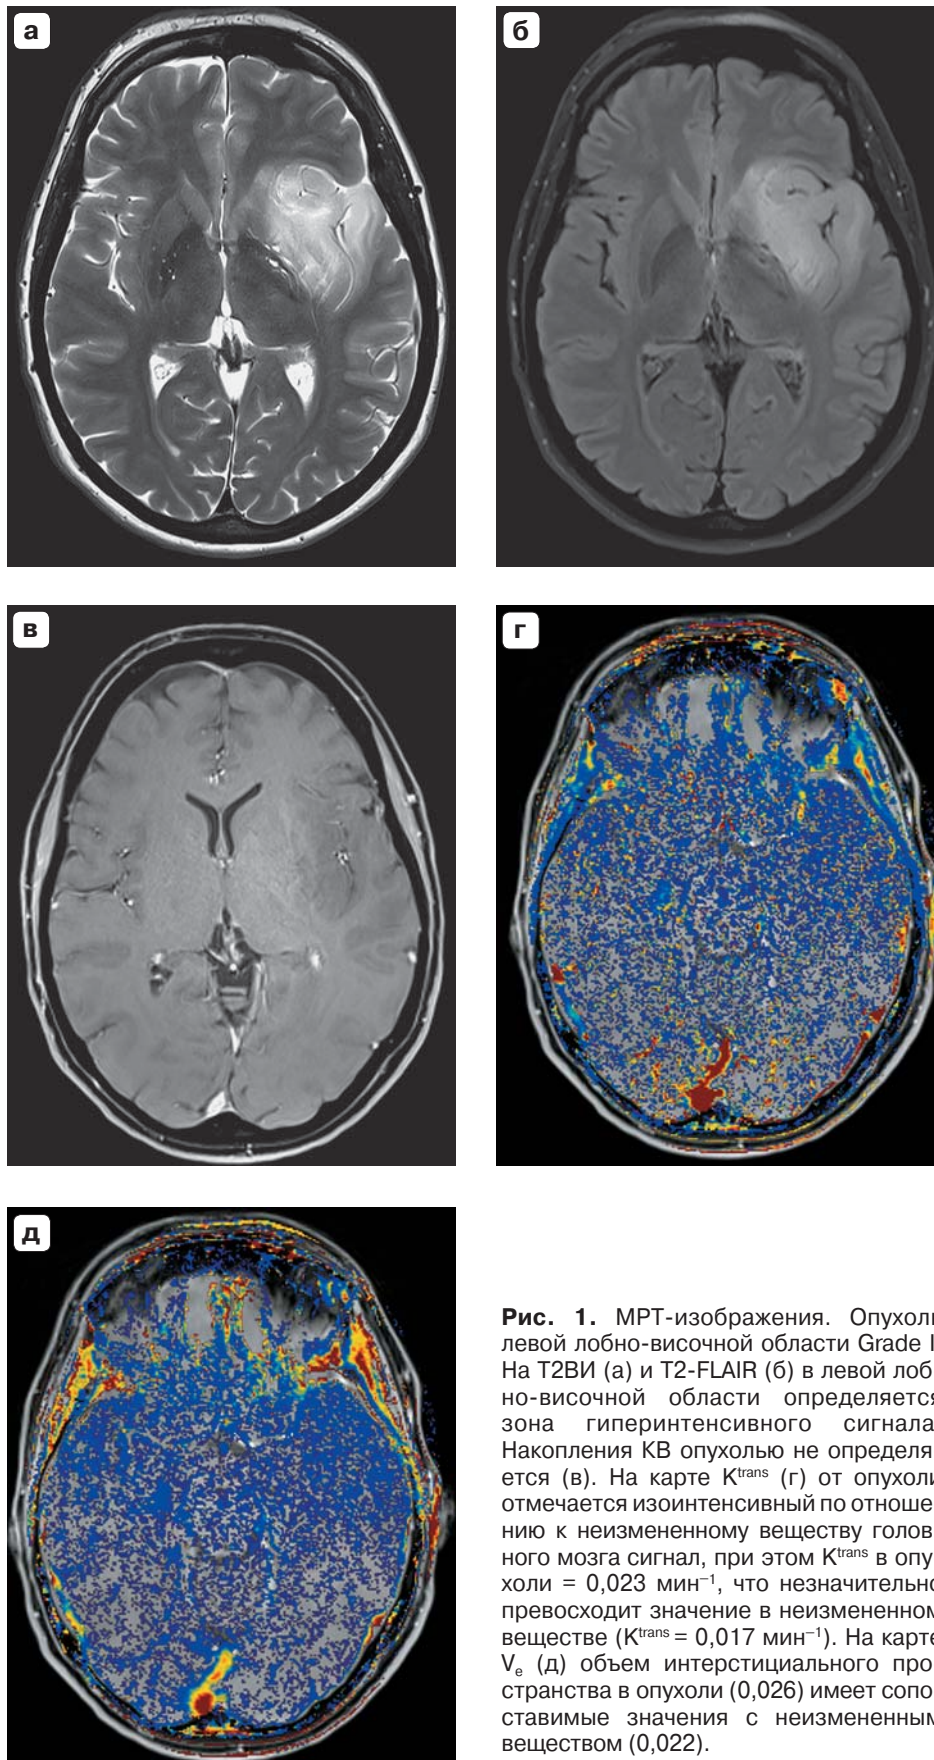 а
б
в
г
д
Рис. 1. МРТ-изображения. Опухоль
левой лобно-височной области Grade I
На Т2ВИ (а) и T2-FLAIR (б) в левой лоб
но-височной области определяется
зона гиперинтенсивного сигнала
Накопления КВ опухолью не определя
ется (в). На карте Ktrans (г) от опухоли
отмечается изоинтенсивный по отноше
нию к неизмененному веществу голов
ного мозга сигнал, при этом Ktrans в опу
холи = 0,023 мин–1, что незначительно
превосходит значение в неизмененном
веществе (Ktrans = 0,017 мин–1). На карте
Ve (д) объем интерстициального про
странства в опухоли (0,026) имеет сопо
ставимые значения с неизмененным
веществом (0,022).